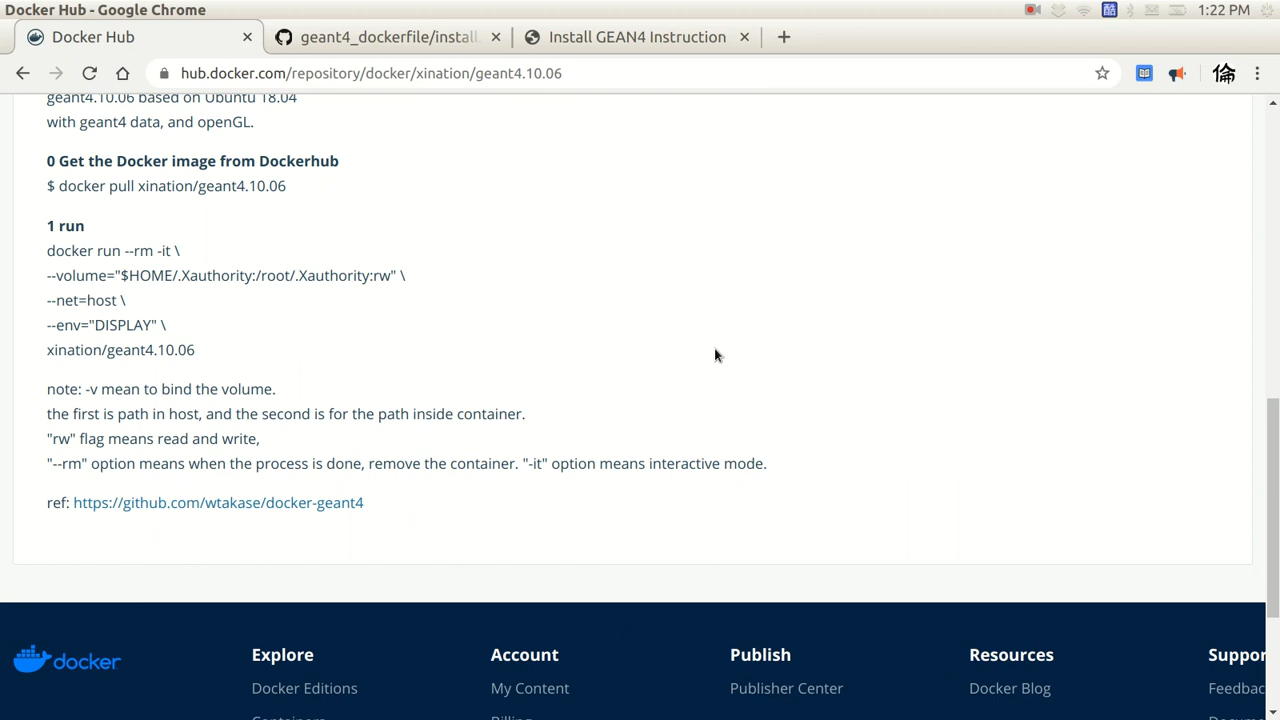 Docker Hub - Google Chrome
1:22 PM
Docker Hub
geant4_dockerfile/install.
Install GEAN4 Instruction
hub.docker.com/repository/docker/xination/geant4.10.06
倫
geant4.10.06 based on Ubuntu 18.04
with geant4 data, and openGL.
0 Get the Docker image from Dockerhub
$ docker pull xination/geant4.10.06
1 run
docker run --rm -it \
--volume="$HOME/.Xauthority:/root/.Xauthority:rw" \
--net=host \
--env="DISPLAY" \
xination/geant4.10.06
note: -v mean to bind the volume.
the first is path in host, and the second is for the path inside container.
"rw" flag means read and write,
"--rm" option means when the process is done, remove the container. "-it" option means interactive mode.
ref: https://github.com/wtakase/docker-geant4
docker
Explore
Account
Publish
Resources
Suppor
Docker Editions
My Content
Publisher Center
Docker Blog
Feedbac